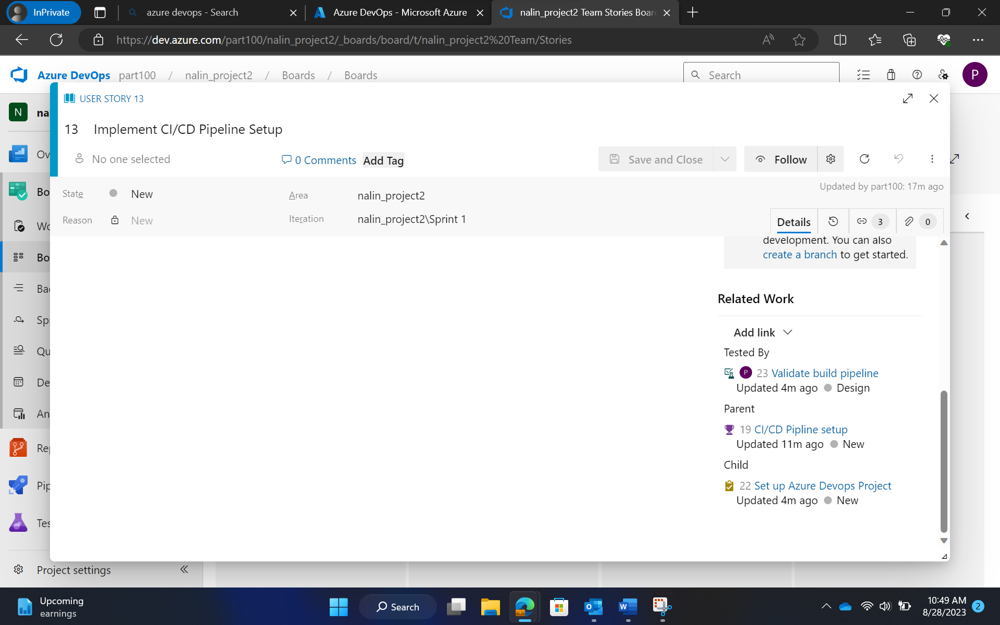 InPrivate
azure devops - Search
Azure DevOps - Microsoft Azure
nalin_project2 Team Stories Boar
https://dev.azure.com/part100/nalin_project2/_boards/board/t/nalin_project2%20Team/Stories
Azure DevOps part100 / nalin_project2 / Boards / Boards
Search
P
USER STORY 13
N
na
13 Implement CI/CD Pipeline Setup
Ov
No one selected
0 Comments
Add Tag
Save and Close
Follow
Updated by part100: 17m ago
Bo
State
New
Area
nalin_project2
Reason
New
Iteration
nalin_project2\Sprint 1
Details
3
0
Wo
development. You can also
create a branch to get started.
Bo
Bac
Related Work
Spr
Add link
Qu
Tested By
P 23 Validate build pipeline
Updated 4m ago Design
De
Parent
An
19 CI/CD Pipline setup
Updated 11m ago New
Rep
Child
Pip
22 Set up Azure Devops Project
Updated 4m ago New
Tes
Project settings
Upcoming
earnings
Search
10:49 AM
8/28/2023
2